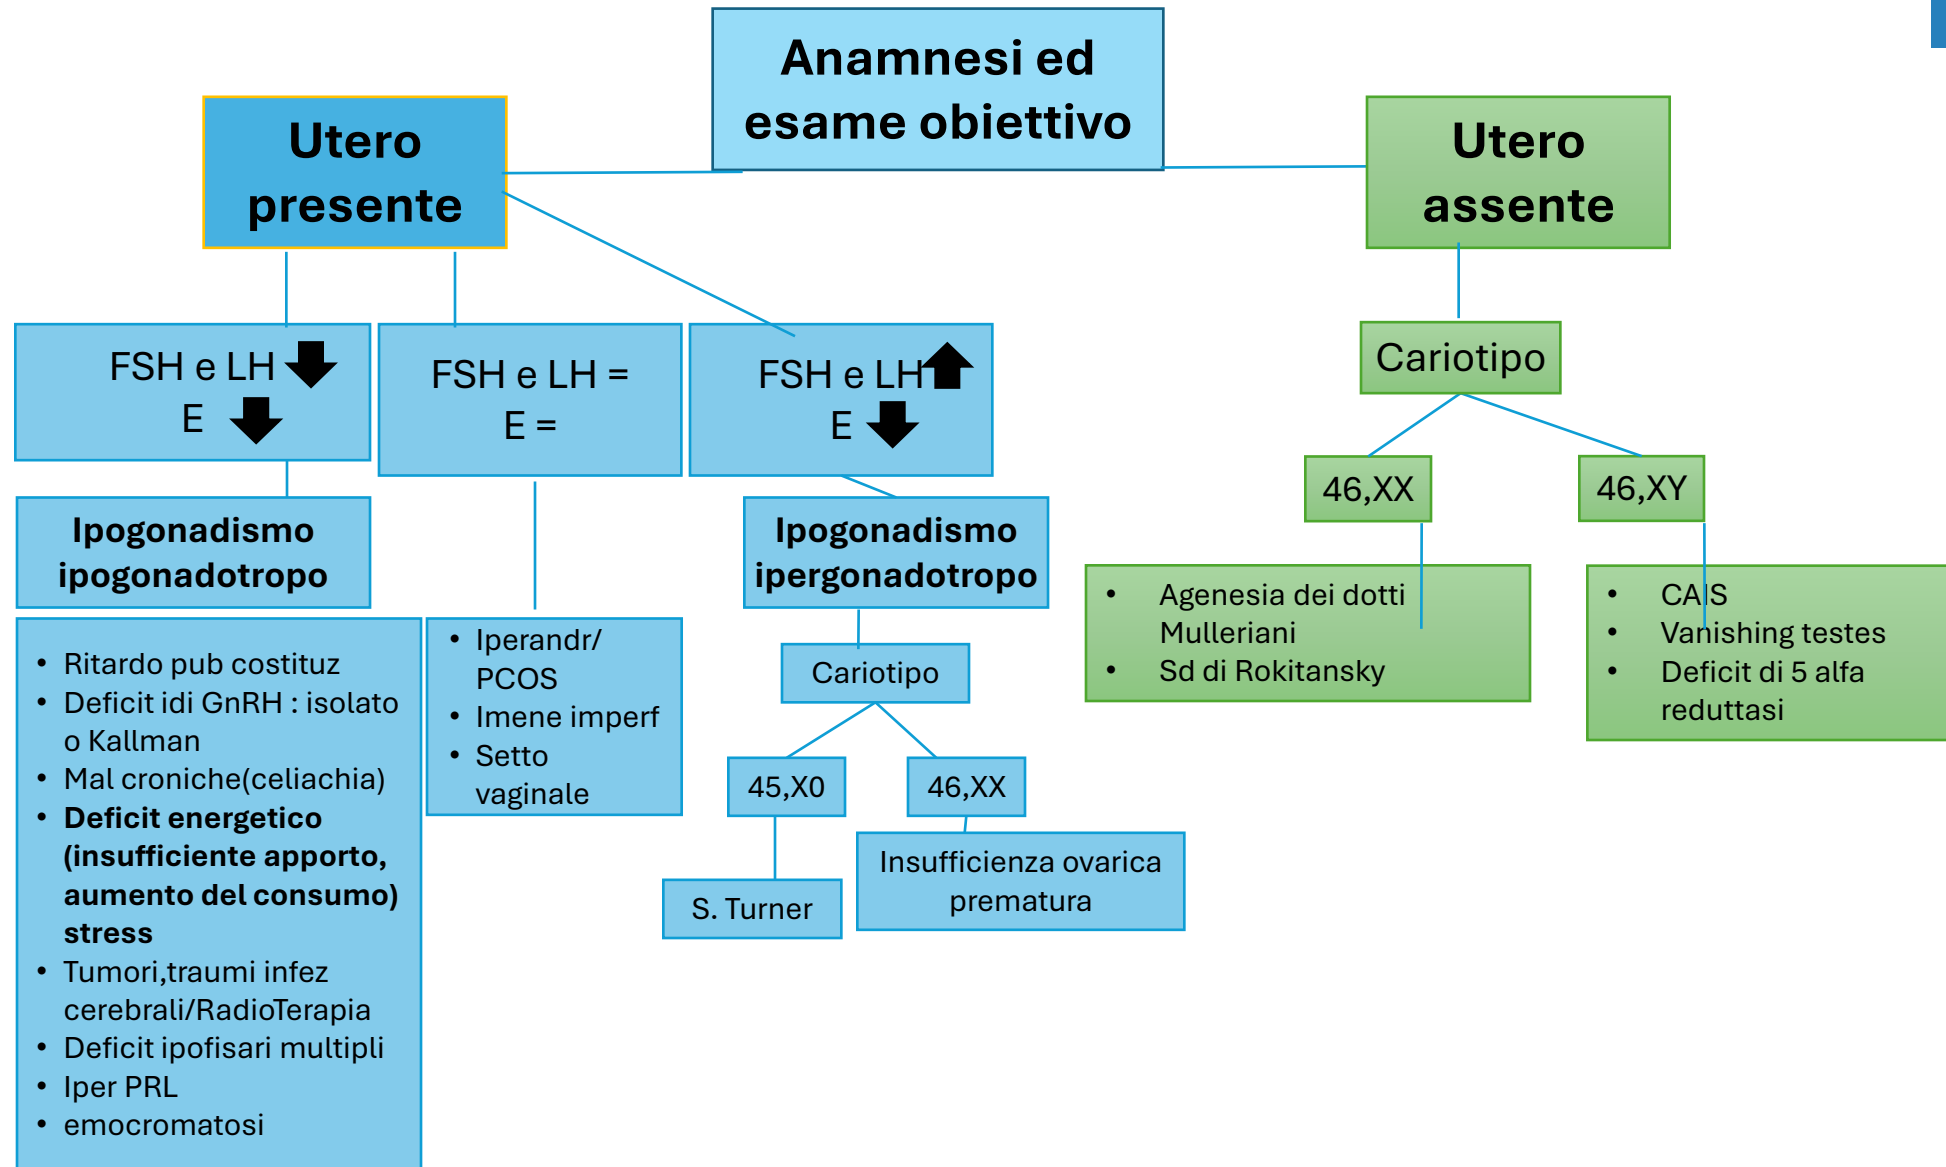 Anamnesi ed
esame obiettivo
Utero
presente
Utero
assente
FSH e LH
E
FSH e LH =
E =
FSH e LH
E
Cariotipo
46,XX
46,XY
Ipogonadismo
ipogonadotropo
Ipogonadismo
ipergonadotropo
• Agenesia dei dotti
Mulleriani
• Sd di Rokitansky
• CAIS
• Vanishing testes
• Deficit di 5 alfa
reduttasi
• Ritardo pub costituz
• Deficit idi GnRH : isolato
o Kallman
• Mal croniche(celiachia)
• Deficit energetico
(insufficiente apporto,
aumento del consumo)
stress
• Tumori,traumi infez
cerebrali/RadioTerapia
• Deficit ipofisari multipli
• Iper PRL
• emocromatosi
• Iperandr/
PCOS
• Imene imperf
• Setto
vaginale
Cariotipo
45,X0
46,XX
S. Turner
Insufficienza ovarica
prematura